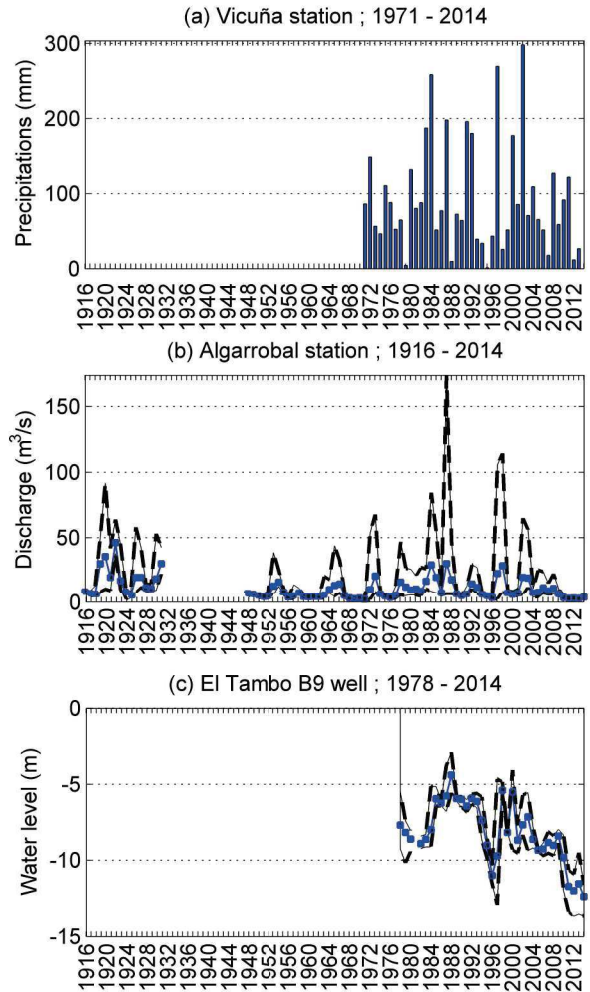 (a) Vicuña station ; 1971 - 2014
Precipitations (mm)
300
200
100
0
1916 1920 1924 1928 1932 1936 1940 1944 1948 1952 1956 1960 1964 1968 1972 1976 1980 1984 1988 1992 1996 2000 2004 2008 2012
(b) Algarrobal station ; 1916 - 2014
Discharge (m³/s)
150
100
50
0
1916 1920 1924 1928 1932 1936 1940 1944 1948 1952 1956 1960 1964 1968 1972 1976 1980 1984 1988 1992 1996 2000 2004 2008 2012
(c) El Tambo B9 well ; 1978 - 2014
Water level (m)
0
-5
-10
-15
1916 1920 1924 1928 1932 1936 1940 1944 1948 1952 1956 1960 1964 1968 1972 1976 1980 1984 1988 1992 1996 2000 2004 2008 2012